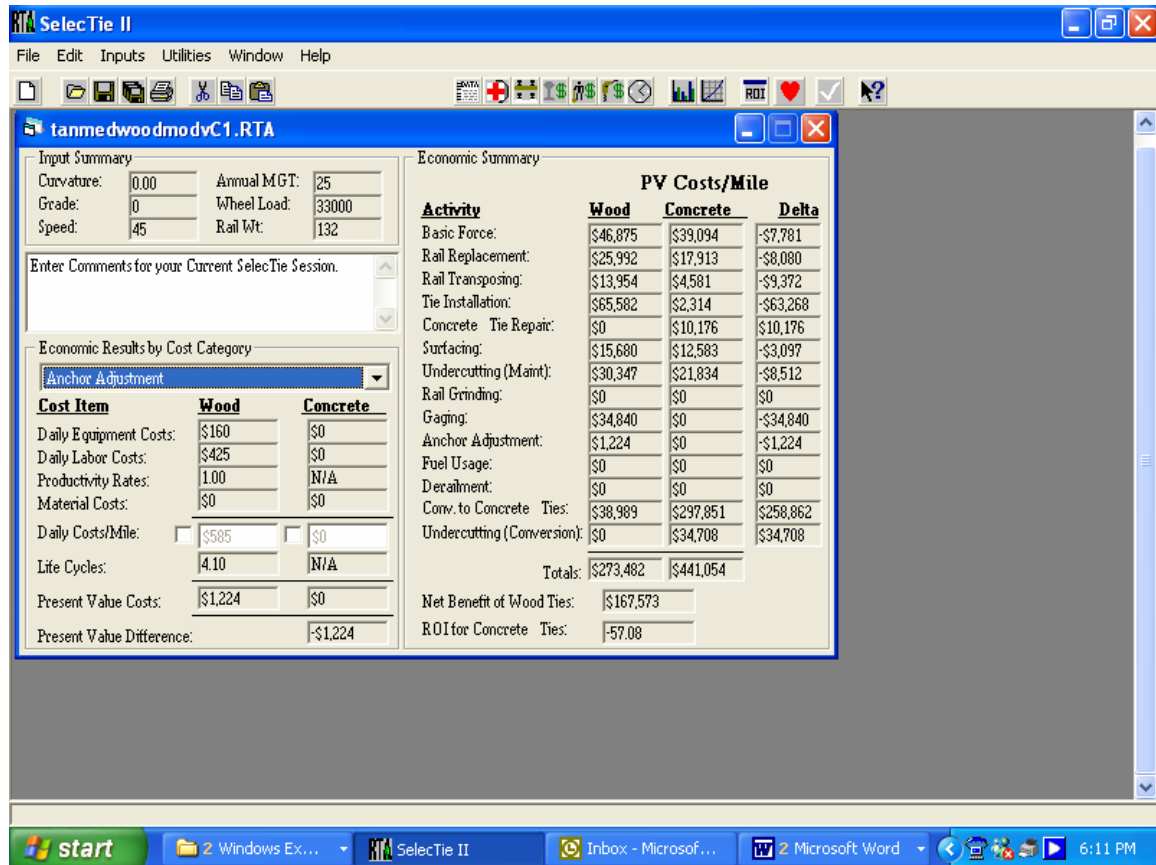 RTA SelecTie II
File Edit Inputs Utilities Window Help
ROI
tanmedwoodmodvC1.RTA
Input Summary
Curvature: 0.00 Annual MGT: 25
Grade: 0 Wheel Load: 33000
Speed: 45 Rail Wt: 132
Enter Comments for your Current SelecTie Session.
Economic Results by Cost Category
Anchor Adjustment
Cost Item Wood Concrete
Daily Equipment Costs: $160 $0
Daily Labor Costs: $425 $0
Productivity Rates: 1.00 N/A
Material Costs: $0 $0
Daily Costs/Mile: $585 $0
Life Cycles: 4.10 N/A
Present Value Costs: $1,224 $0
Present Value Difference: -$1,224
Economic Summary
PV Costs/Mile
Activity Wood Concrete Delta
Basic Force: $46,875 $39,094 -$7,781
Rail Replacement: $25,992 $17,913 -$8,080
Rail Transposing: $13,954 $4,581 -$9,372
Tie Installation: $65,582 $2,314 -$63,268
Concrete Tie Repair: $0 $10,176 $10,176
Surfacing: $15,680 $12,583 -$3,097
Undercutting (Maint): $30,347 $21,834 -$8,512
Rail Grinding: $0 $0 $0
Gaging: $34,840 $0 -$34,840
Anchor Adjustment: $1,224 $0 -$1,224
Fuel Usage: $0 $0 $0
Derailment: $0 $0 $0
Conv. to Concrete Ties: $38,989 $297,851 $258,862
Undercutting (Conversion): $0 $34,708 $34,708
Totals: $273,482 $441,054
Net Benefit of Wood Ties: $167,573
ROI for Concrete Ties: -57.08
start 2 Windows Ex... SelecTie II Inbox - Microsof... 2 Microsoft Word 6:11 PM